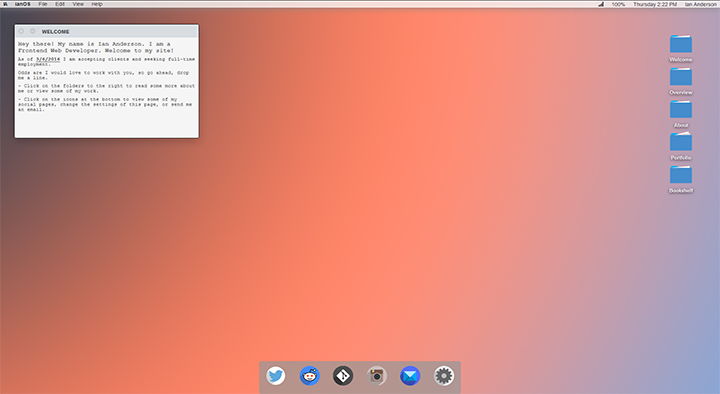 ianOS File Edit View Help 100% Thursday 2:22 PM Ian Anderson
WELCOME
Hey there! My name is Ian Anderson. I am a
Frontend Web Developer. Welcome to my site!
As of 3/6/2014 I am accepting clients and seeking full-time
employment.
Odds are I would love to work with you, so go ahead, drop
me a line.
- Click on the folders to the right to read some more about
me or view some of my work.
- Click on the icons at the bottom to view some of my
social pages, change the settings of this page, or send me
an email.
Welcome
Overview
About
Portfolio
Bookshelf